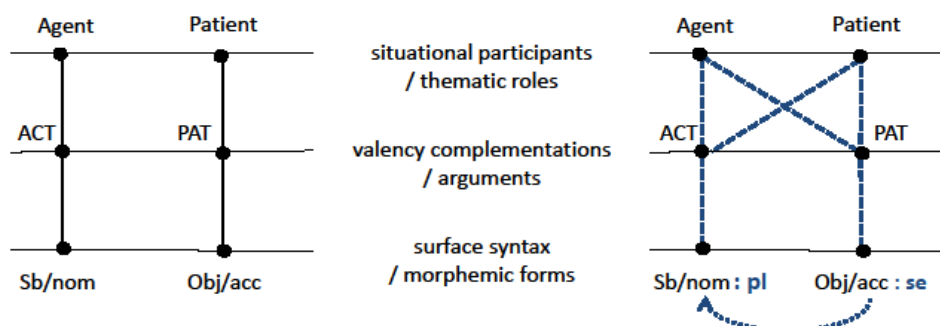 Agent Patient
situational participants
/ thematic roles
Agent Patient
ACT PAT
valency complementations
/ arguments
ACT PAT
surface syntax
/ morphemic forms
Sb/nom Obj/acc
Sb/nom : pl Obj/acc : se